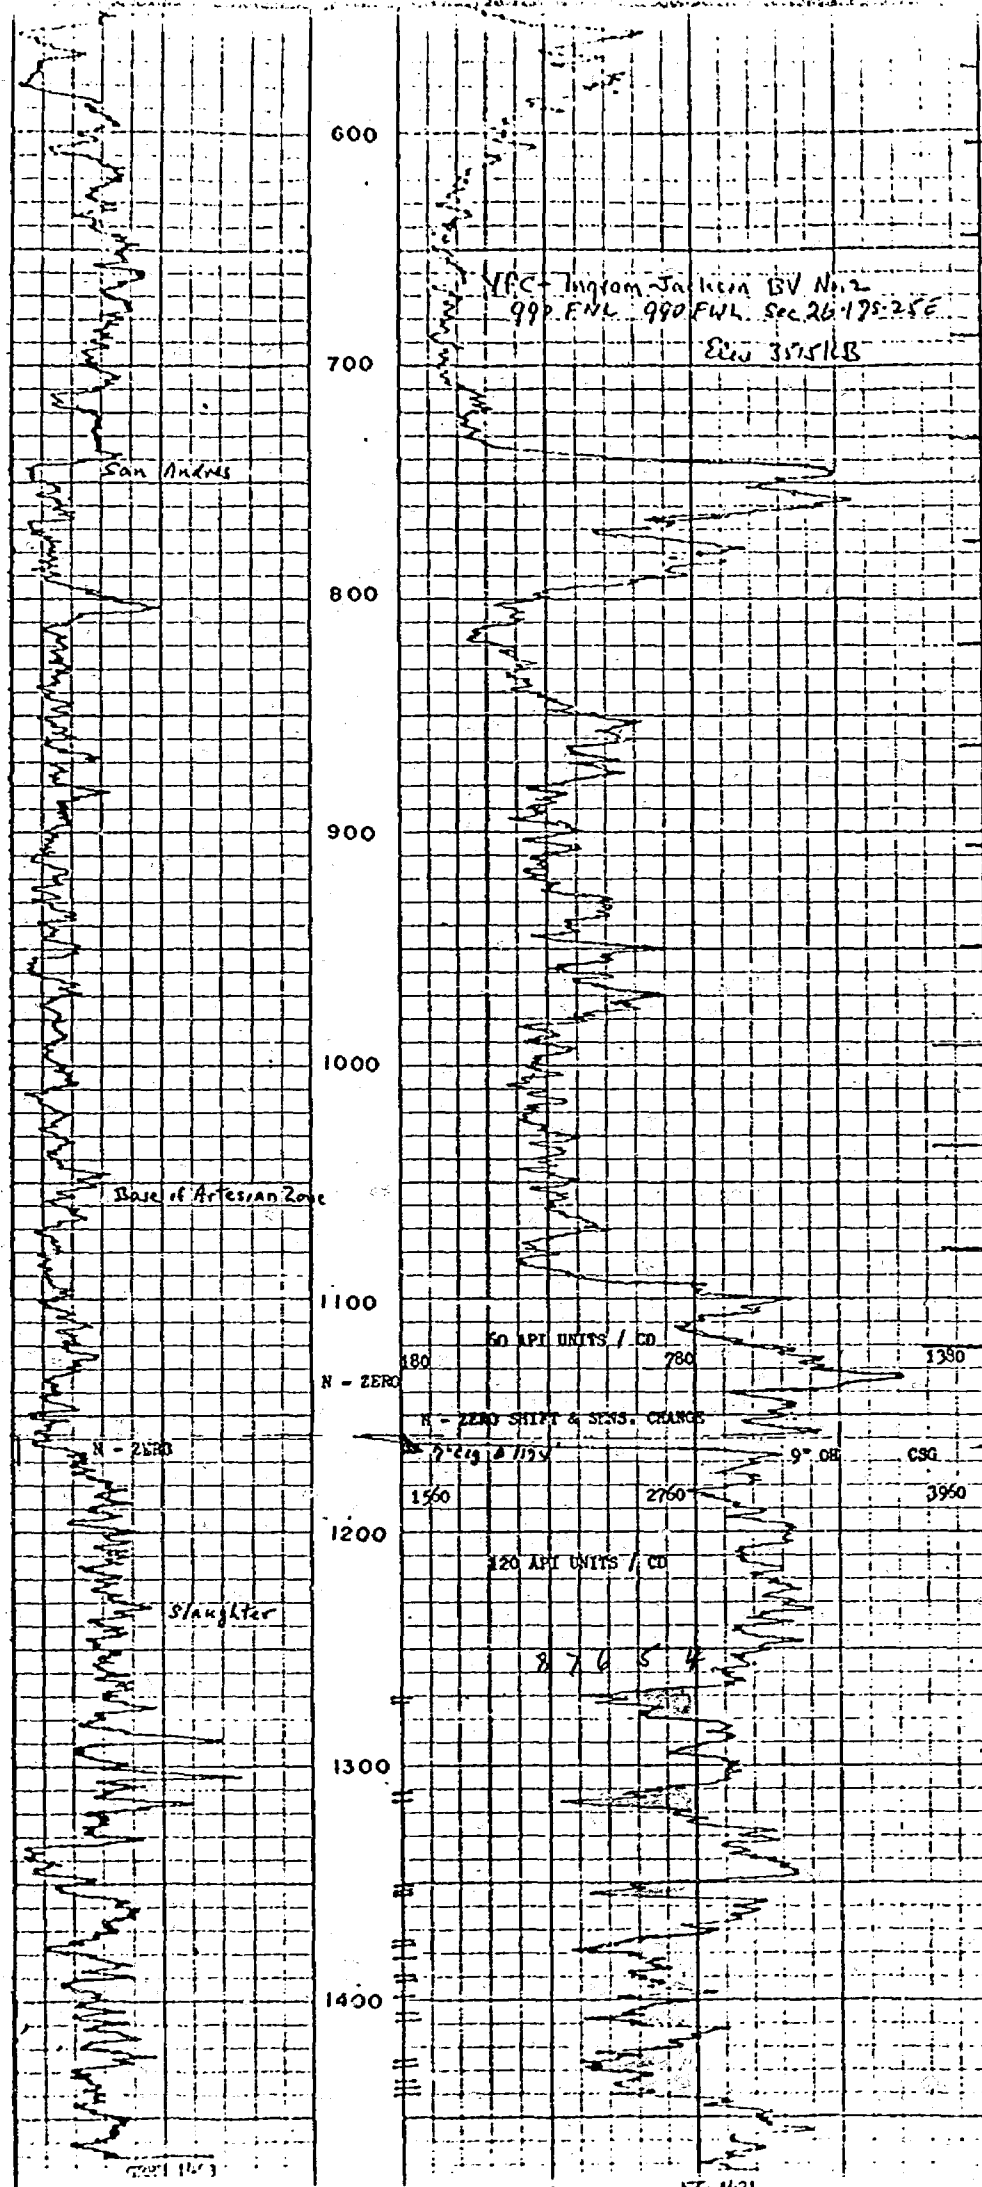 600
YPC - Ingram-Jackson BV No. 2
990 FNL 990 FWL Sec 26-17S-25E
Elev 3515 KB
700
San Andres
800
900
1000
Base of Artesian Zone
1100
60 API UNITS / CD
180 780 1380
N - ZERO
N - ZERO SHIFT & SENS. CHANGE
N - ZERO
7" csg @ 1154' 9" OH CSG
1560 2760 3960
1200
120 API UNITS / CD
Slaughter
8 7 6 5 4
1300
1400